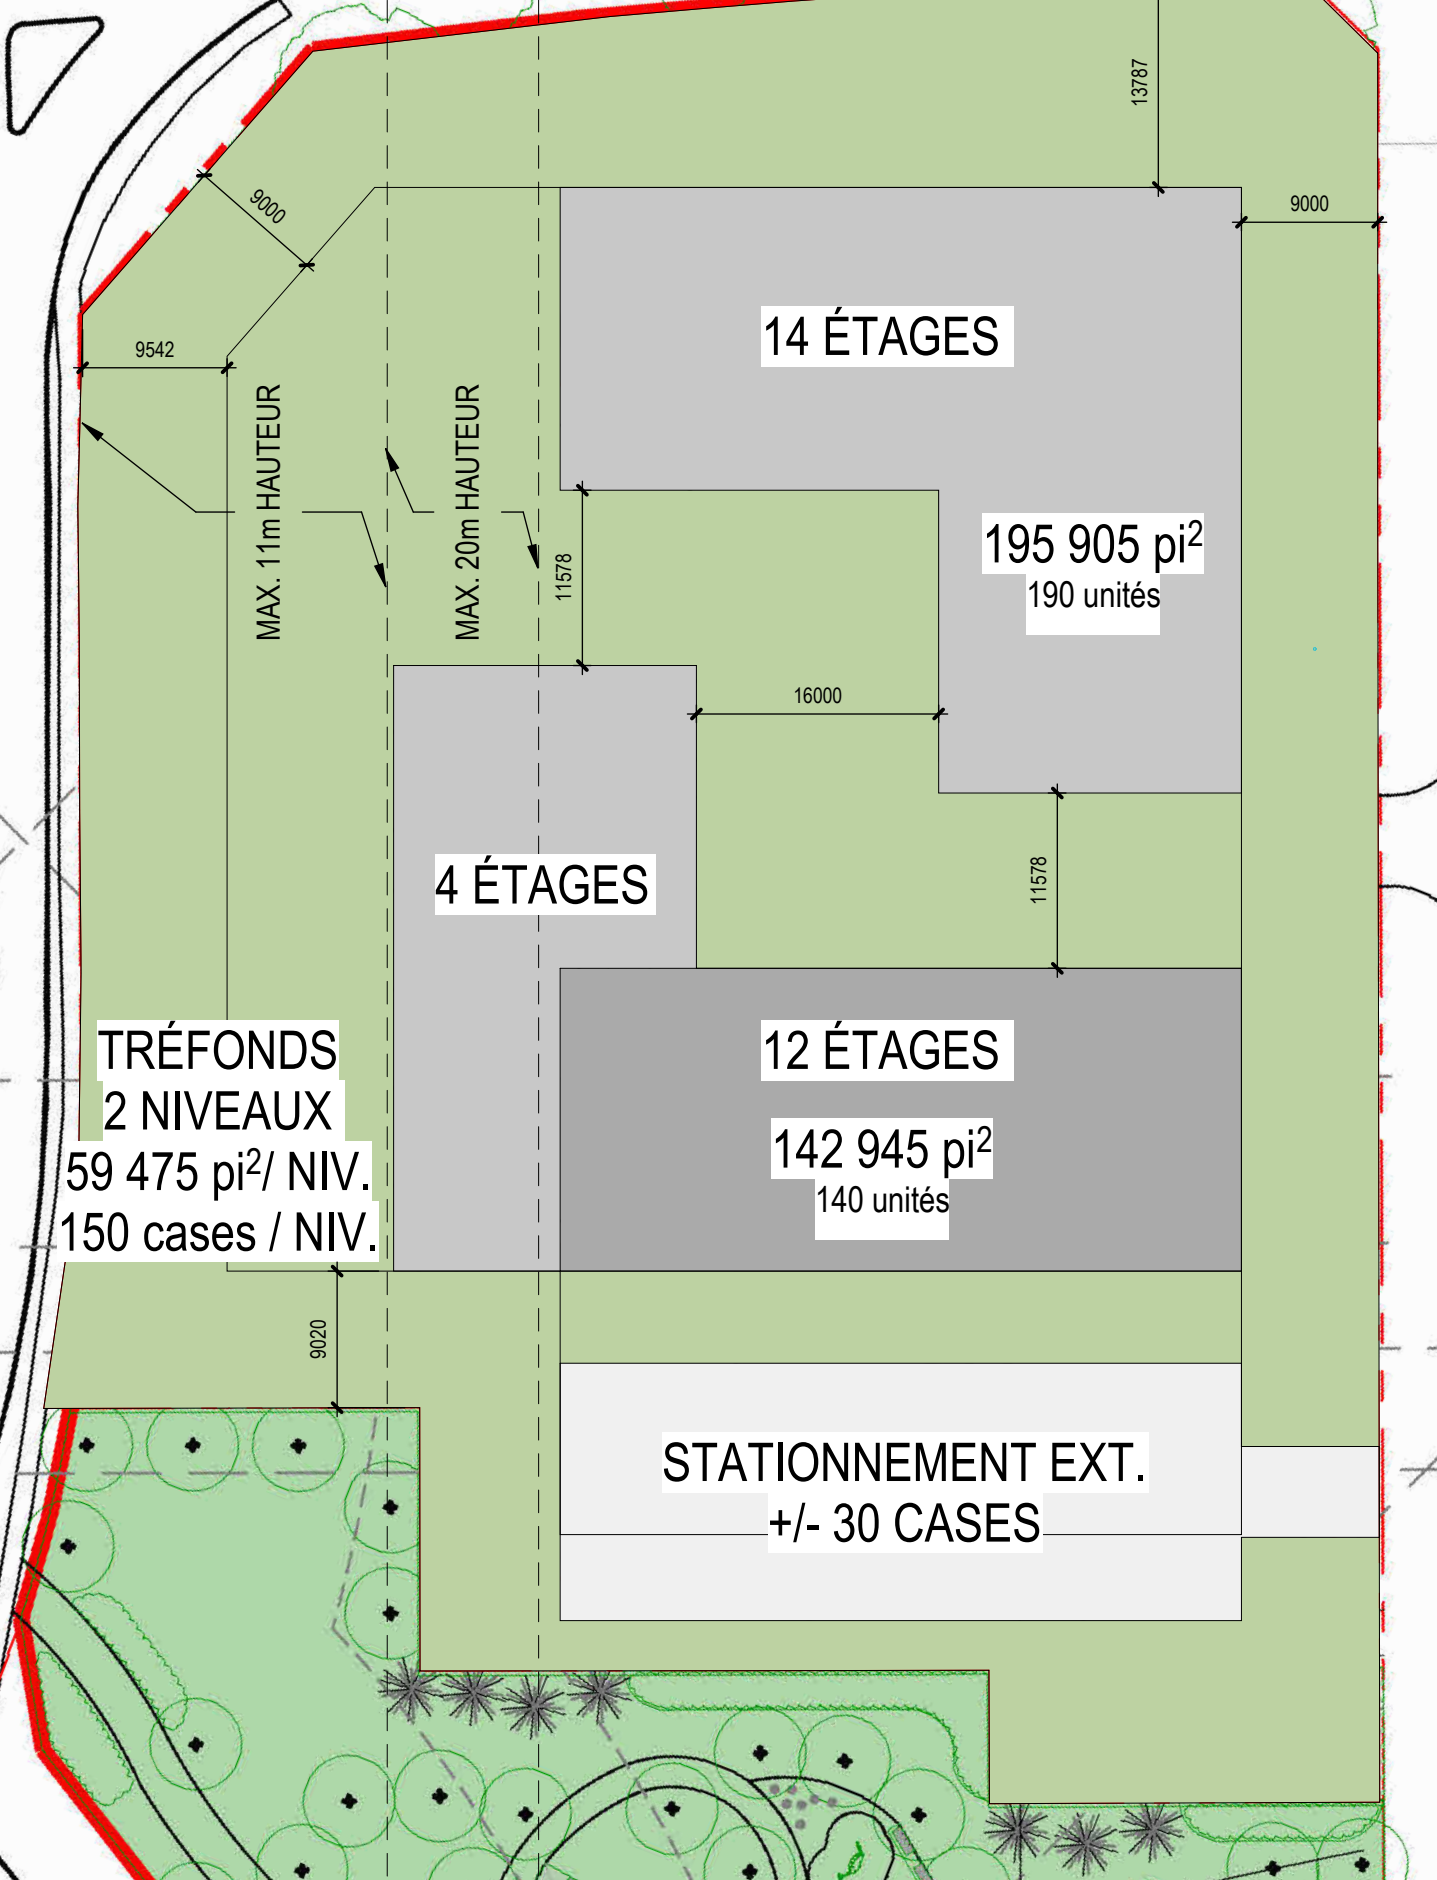 13787
9000
9000
9542
14 ÉTAGES
MAX. 11m HAUTEUR
MAX. 20m HAUTEUR
11578
195 905 pi²
190 unités
16000
4 ÉTAGES
11578
TRÉFONDS
2 NIVEAUX
59 475 pi²/ NIV.
150 cases / NIV.
12 ÉTAGES
142 945 pi²
140 unités
9020
STATIONNEMENT EXT.
+/- 30 CASES